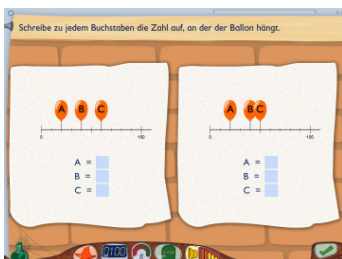 Schreibe zu jedem Buchstaben die Zahl auf, an der der Ballon hängt.
A B C
0 100
A =
B =
C =
A B C
0 100
A =
B =
C =
01:00